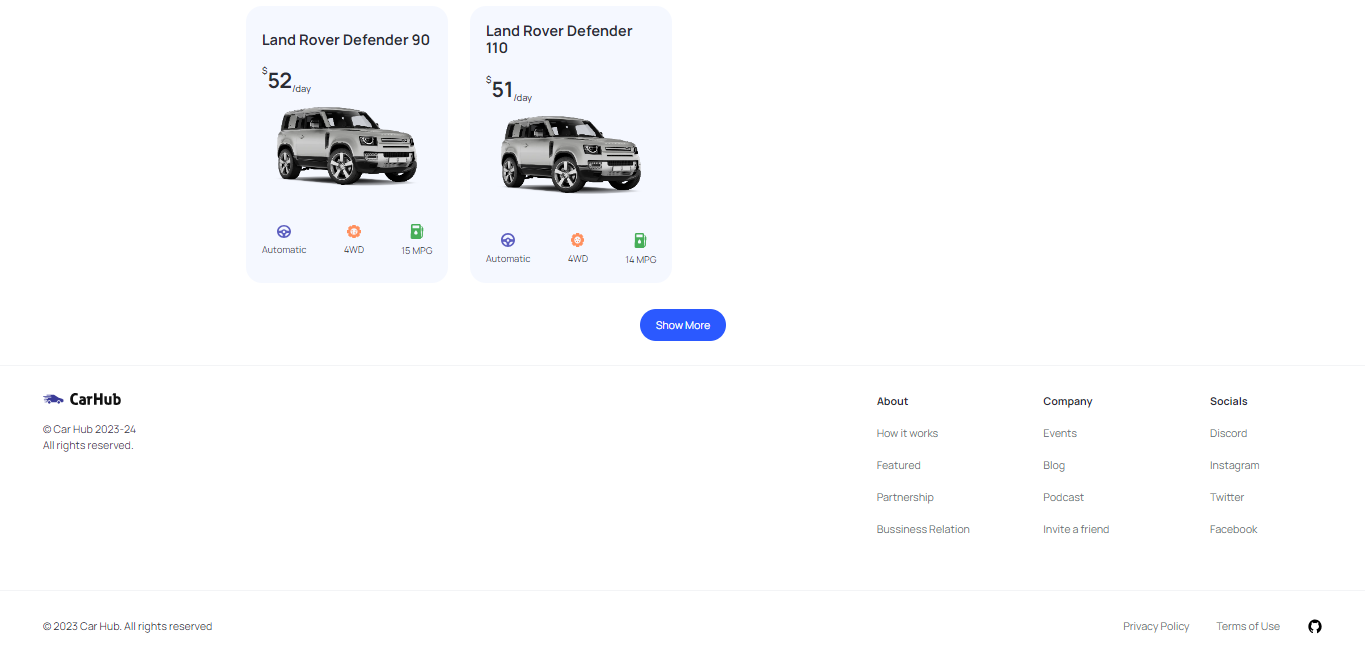 Land Rover Defender 90
$52/day
Automatic
4WD
15 MPG
Land Rover Defender
110
$51/day
Automatic
4WD
14 MPG
Show More
CarHub
© Car Hub 2023-24
All rights reserved.
About
How it works
Featured
Partnership
Bussiness Relation
Company
Events
Blog
Podcast
Invite a friend
Socials
Discord
Instagram
Twitter
Facebook
© 2023 Car Hub. All rights reserved
Privacy Policy
Terms of Use